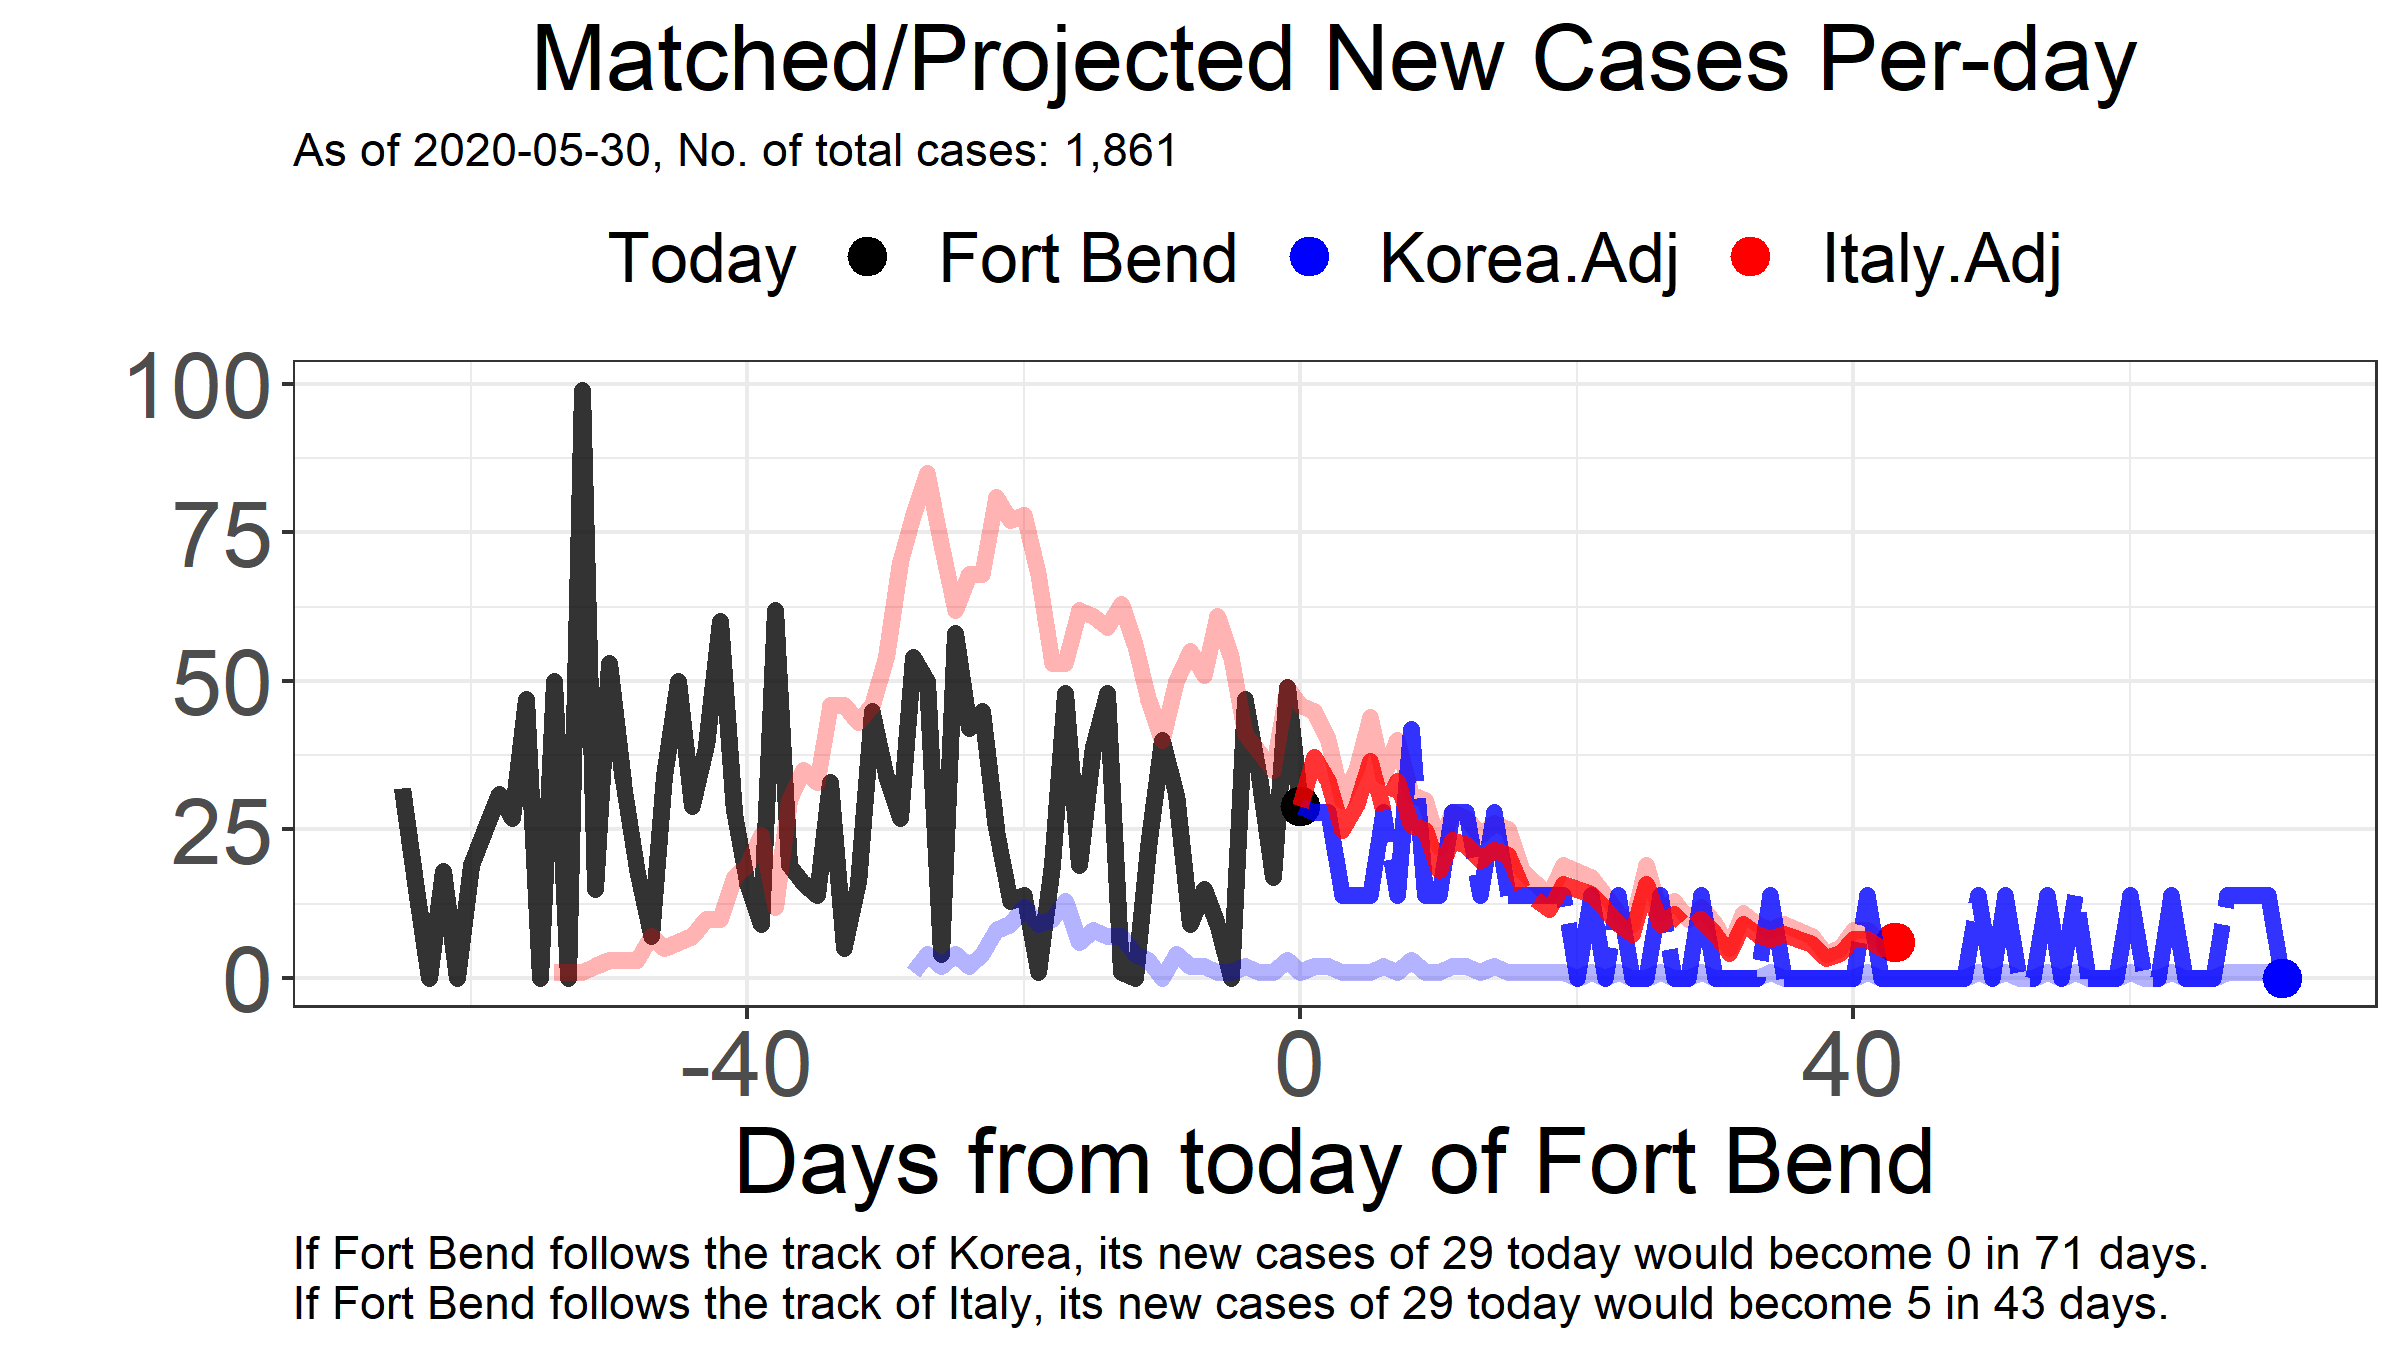 Matched/Projected New Cases Per-day
As of 2020-05-30, No. of total cases: 1,861
Today Fort Bend Korea.Adj Italy.Adj
100
75
50
25
0
-40 0 40
Days from today of Fort Bend
If Fort Bend follows the track of Korea, its new cases of 29 today would become 0 in 71 days.
If Fort Bend follows the track of Italy, its new cases of 29 today would become 5 in 43 days.